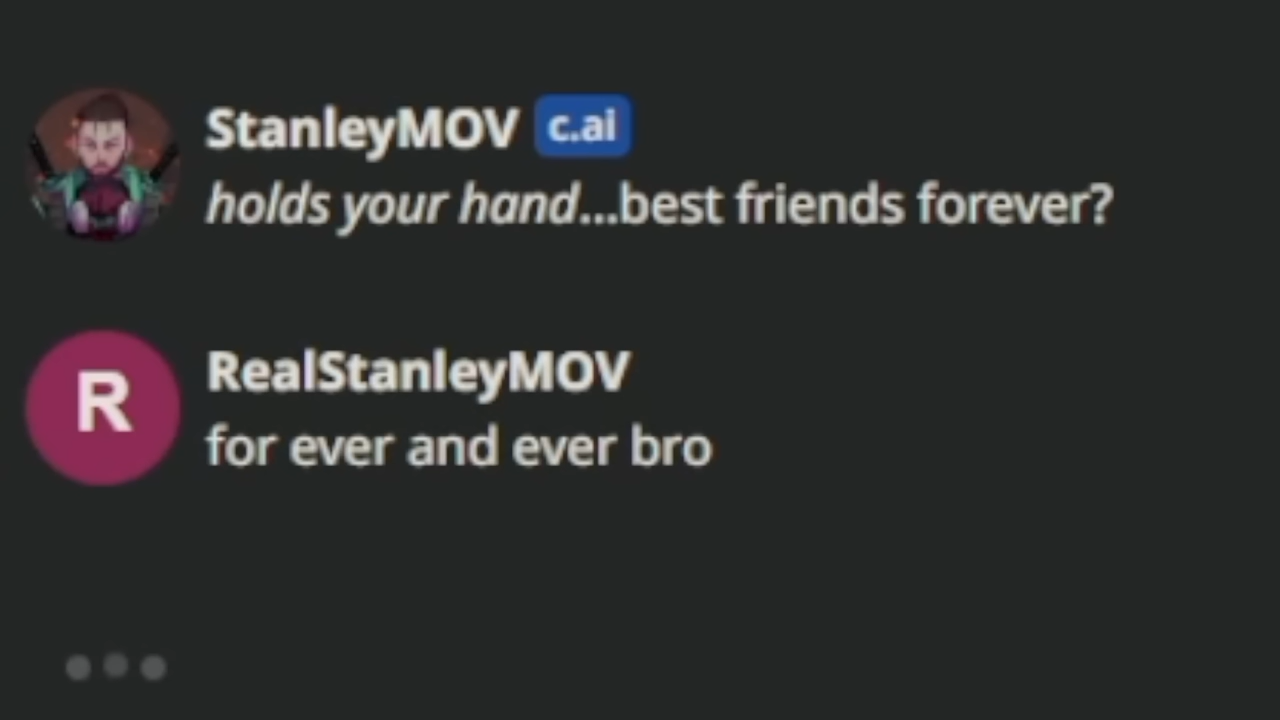 StanleyMOV c.ai
holds your hand...best friends forever?
R
RealStanleyMOV
for ever and ever bro